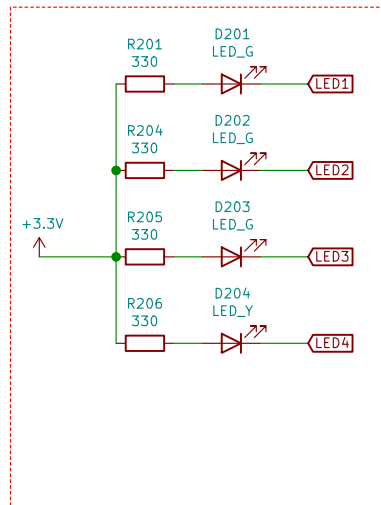 D201
R201
LED_G
330
LED1
D202
R204
LED_G
330
LED2
D203
R205
LED_G
330
+3.3V
LED3
D204
R206
LED_Y
330
LED4